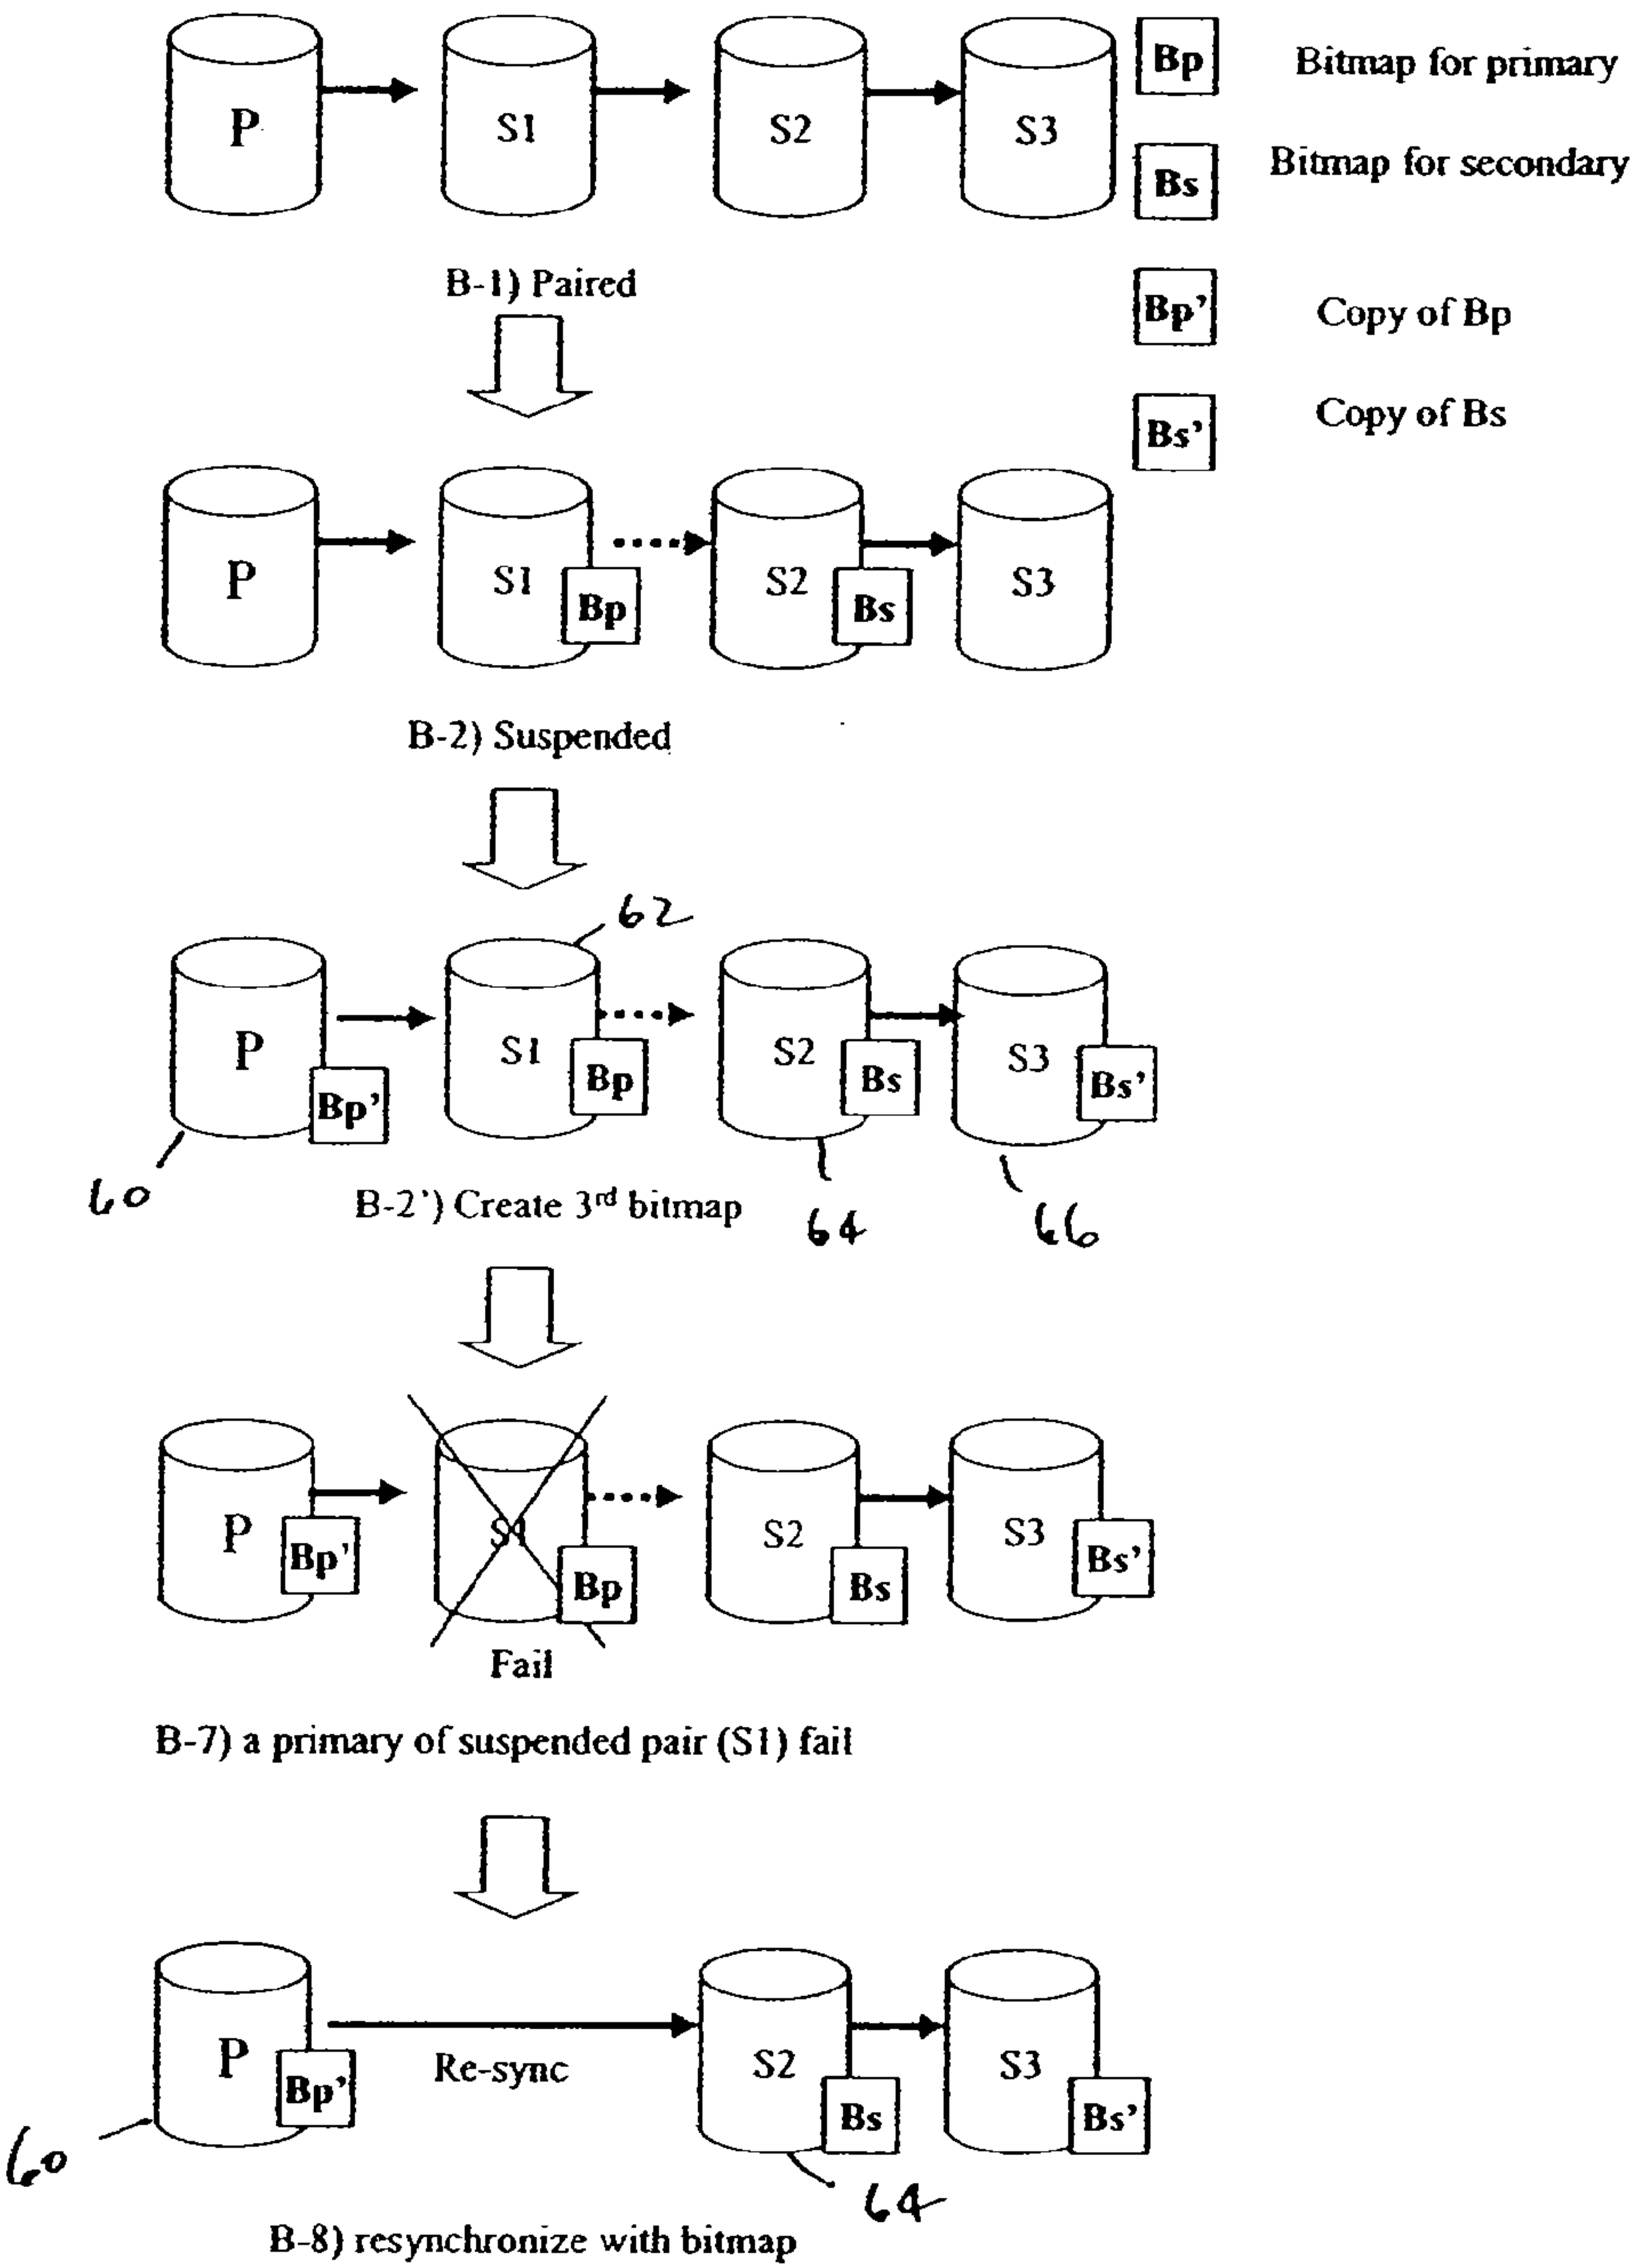 P S1 S2 S3
Bp Bitmap for primary
Bs Bitmap for secondary
B-1) Paired
Bp' Copy of Bp
Bs' Copy of Bs
P S1 Bp S2 Bs S3
B-2) Suspended
62
P Bp' S1 Bp S2 Bs S3 Bs'
60
B-2') Create 3rd bitmap
64 66
P Bp' S1 Bp S2 Bs S3 Bs'
Fail
B-7) a primary of suspended pair (S1) fail
P Bp' Re-sync S2 Bs S3 Bs'
60
64
B-8) resynchronize with bitmap